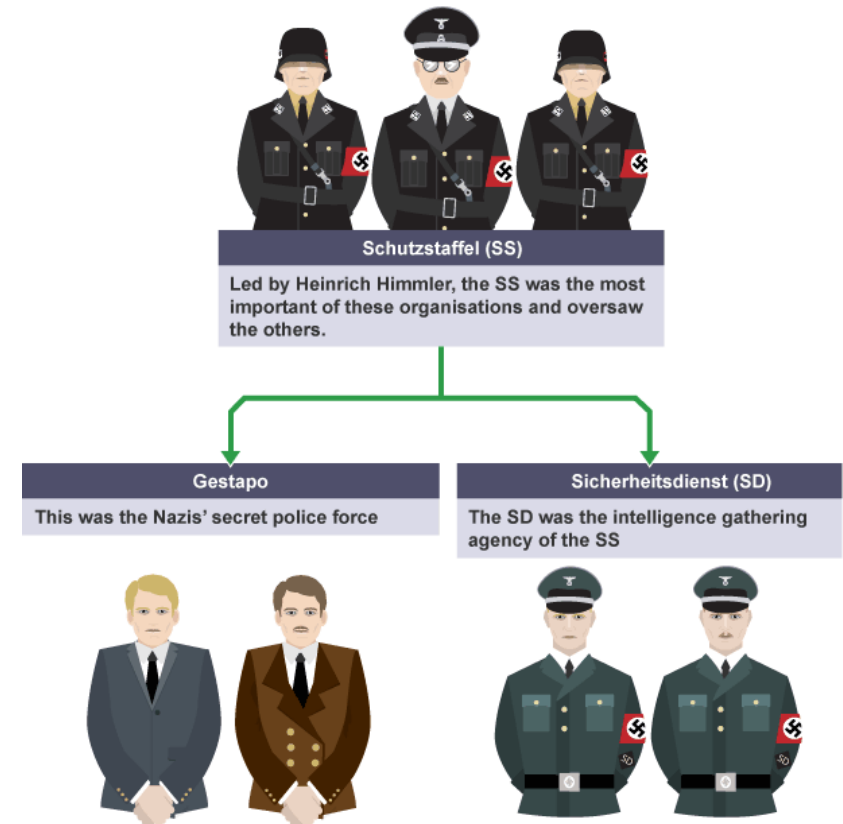 Schutzstaffel (SS)
Led by Heinrich Himmler, the SS was the most
important of these organisations and oversaw
the others.
Gestapo
This was the Nazis’ secret police force
Sicherheitsdienst (SD)
The SD was the intelligence gathering
agency of the SS
SD
SD